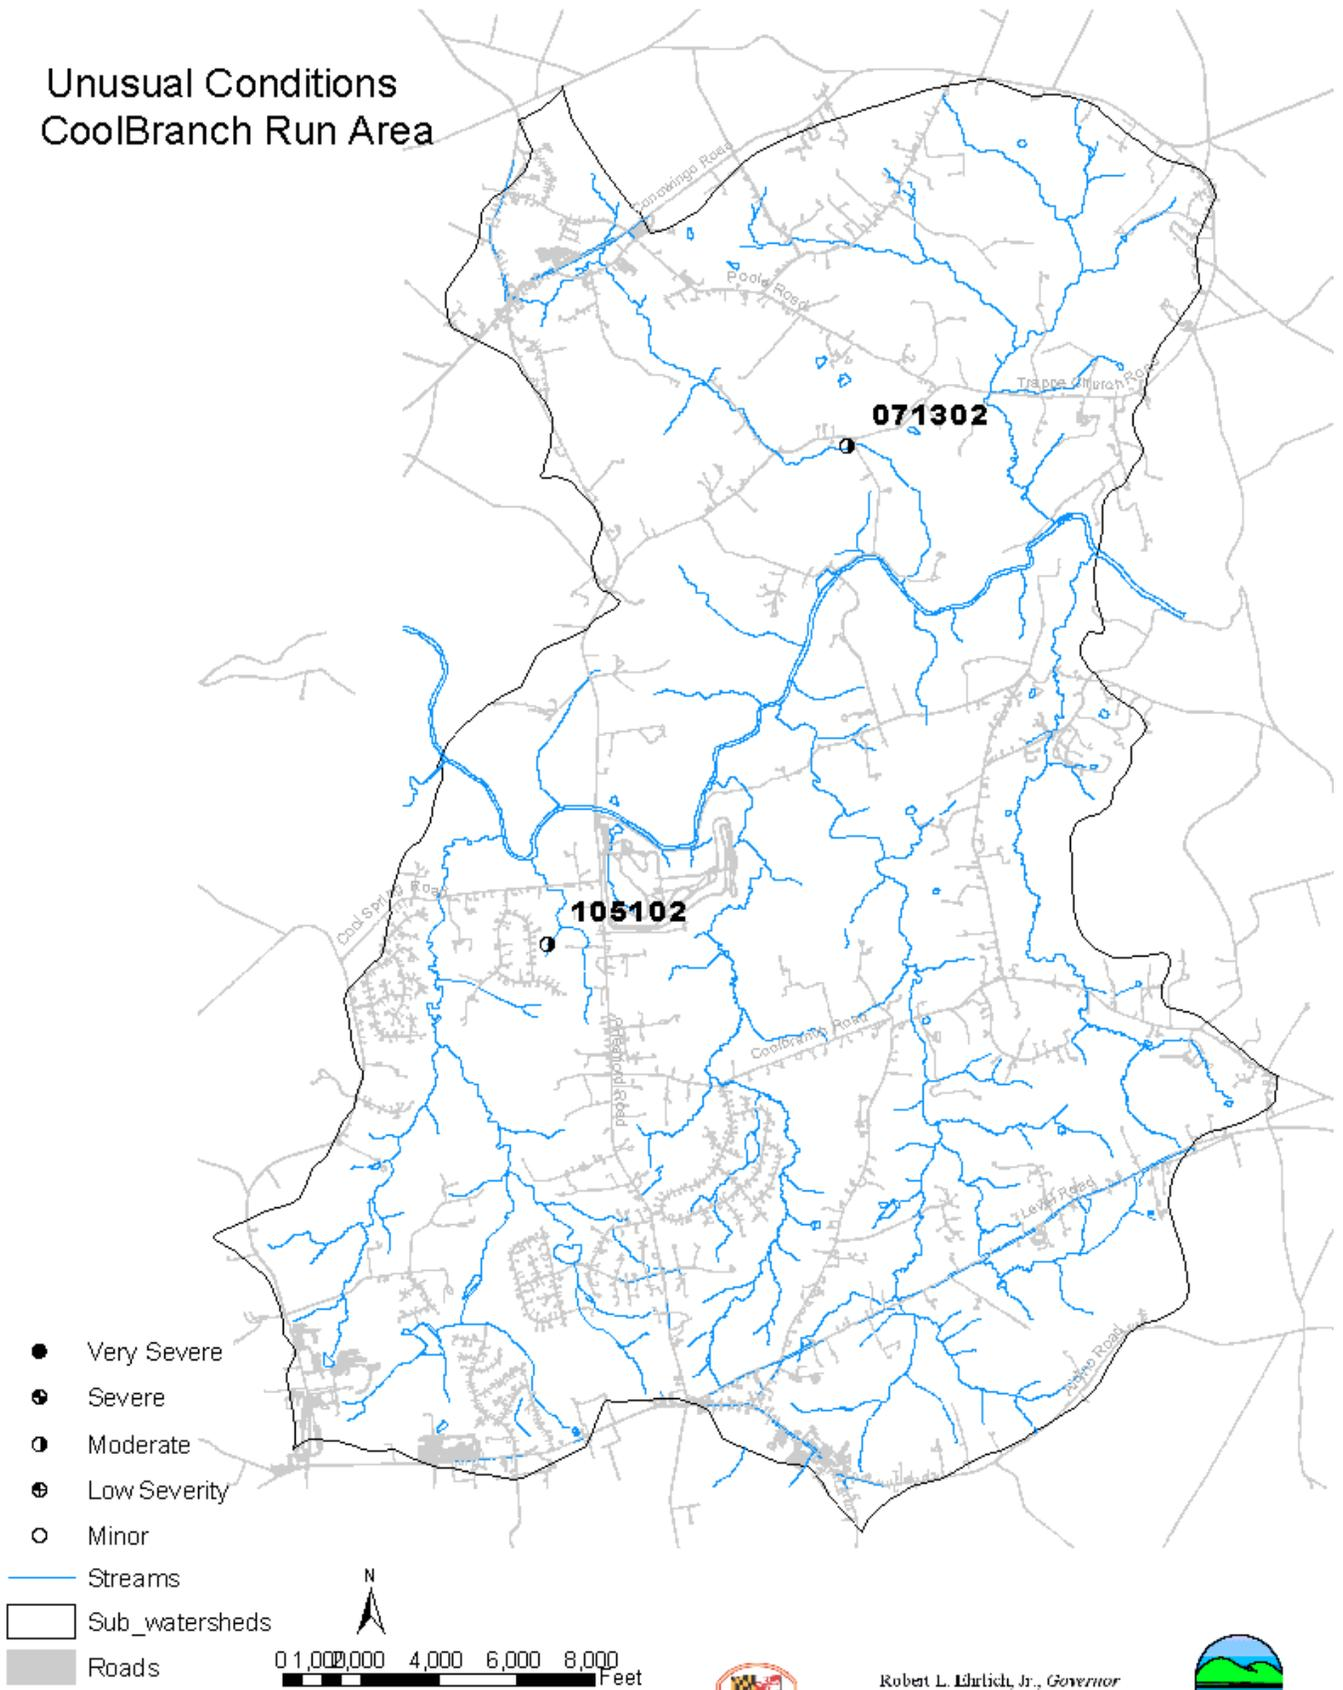 Unusual Conditions
CoolBranch Run Area
Conowingo Road
Poole Road
Trappe Church Road
071302
Cool Spring Road
105102
Coolbranch Road
Level Road
Aldino Road
Very Severe
Severe
Moderate
Low Severity
Minor
Streams
Sub_watersheds
Roads
N
0 1,000 2,000 4,000 6,000 8,000
Feet
Robert L. Ehrlich, Jr., Governor